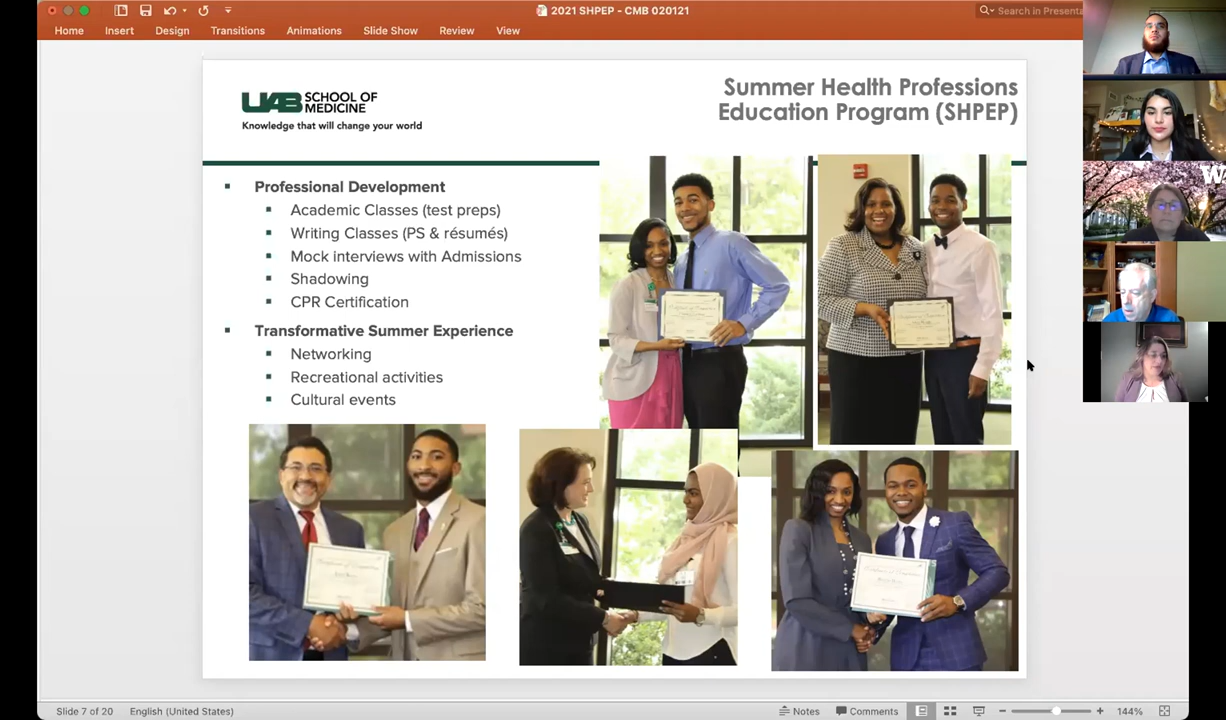 2021 SHPEP - CMB 020121
Search in Presenta
Home Insert Design Transitions Animations Slide Show Review View
UAB SCHOOL OF MEDICINE
Knowledge that will change your world
Summer Health Professions
Education Program (SHPEP)
Professional Development
Academic Classes (test preps)
Writing Classes (PS & résumés)
Mock interviews with Admissions
Shadowing
CPR Certification
Transformative Summer Experience
Networking
Recreational activities
Cultural events
W
Slide 7 of 20 English (United States) Notes Comments 144%